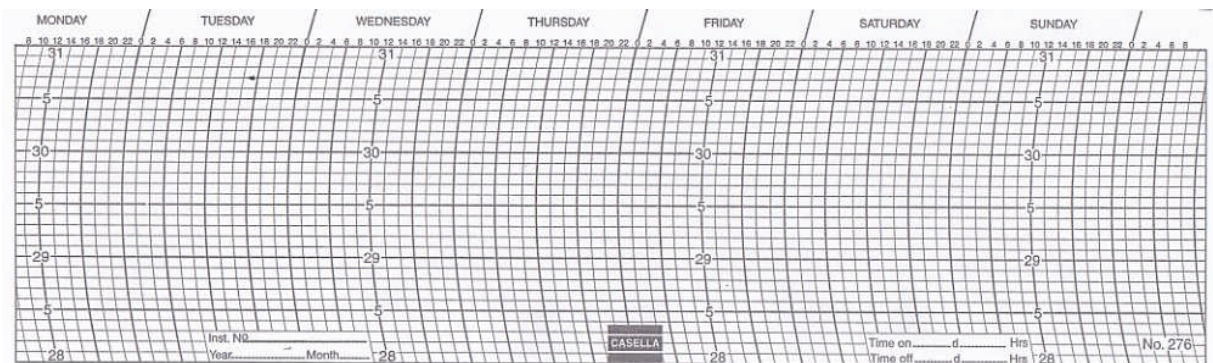 MONDAY TUESDAY WEDNESDAY THURSDAY FRIDAY SATURDAY SUNDAY
8 10 12 14 16 18 20 22 0 2 4 6 8 10 12 14 16 18 20 22 0 2 4 6 8 10 12 14 16 18 20 22 0 2 4 6 8 10 12 14 16 18 20 22 0 2 4 6 8 10 12 14 16 18 20 22 0 2 4 6 8 10 12 14 16 18 20 22 0 2 4 6 8 10 12 14 16 18 20 22 0 2 4 6 8
31 31 31 31
5 5 5 5
30 30 30 30
5 5 5 5
29 29 29 29
5 5 5 5
Inst. No CASELLA Time on d Hrs No. 276
28 Year Month 28 28 Time off d Hrs 28